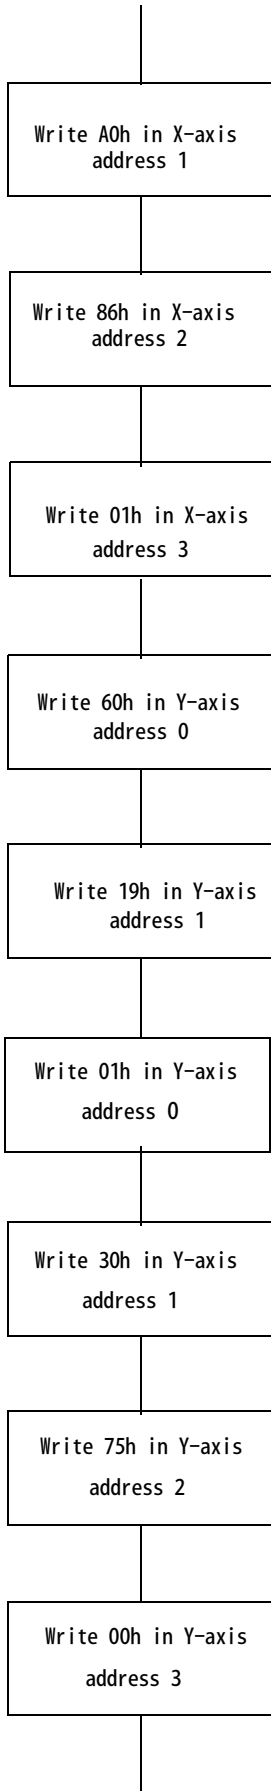 Write A0h in X-axis
address 1
Write 86h in X-axis
address 2
Write 01h in X-axis
address 3
Write 60h in Y-axis
address 0
Write 19h in Y-axis
address 1
Write 01h in Y-axis
address 0
Write 30h in Y-axis
address 1
Write 75h in Y-axis
address 2
Write 00h in Y-axis
address 3